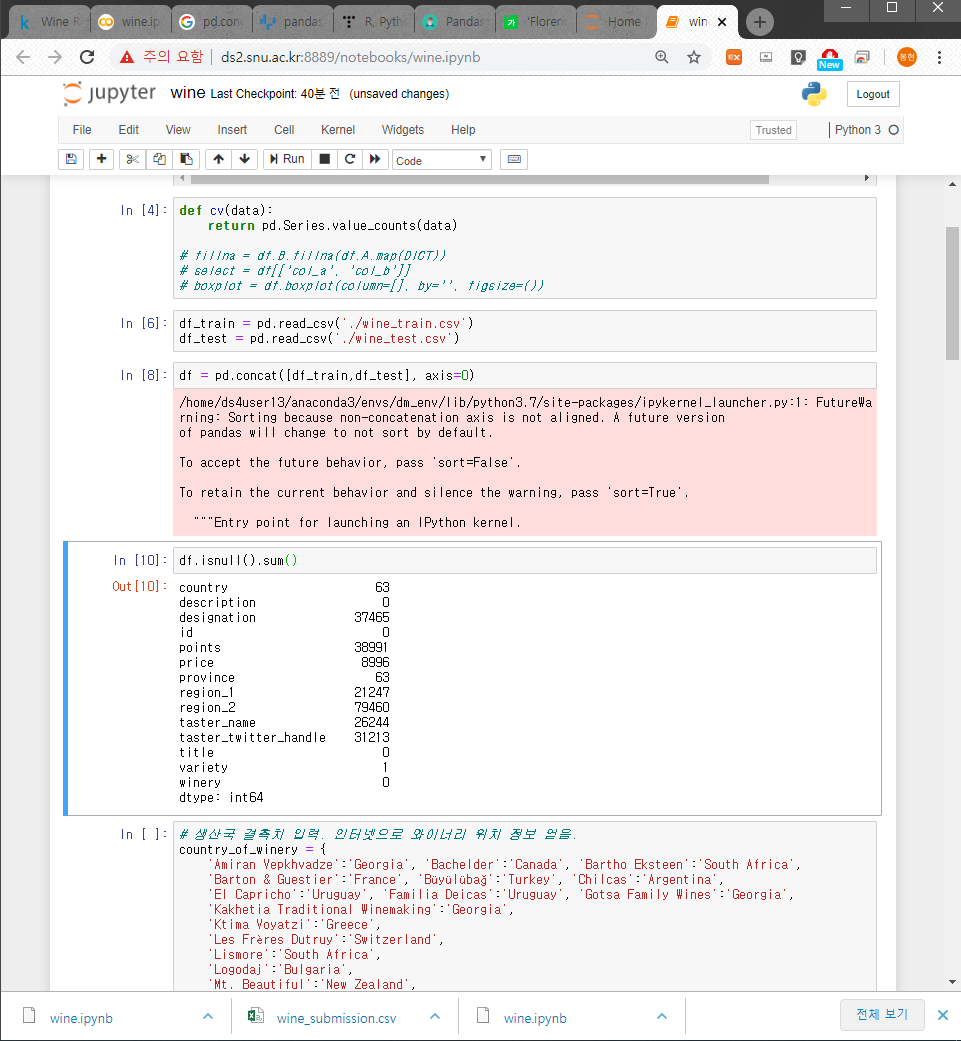 Wine R
wine.ip
pd.con
pandas
R, Pyth
Pandas
'Florenc
Home
win
주의 요함 | ds2.snu.ac.kr:8889/notebooks/wine.ipynb
New
봉현
jupyter wine Last Checkpoint: 40분 전 (unsaved changes)
Logout
File Edit View Insert Cell Kernel Widgets Help
Trusted
Python 3
Run
Code
In [4]:
def cv(data):
    return pd.Series.value_counts(data)
# fillna = df.B.fillna(df.A.map(DICT))
# select = df[['col_a', 'col_b']]
# boxplot = df.boxplot(column=[], by='', figsize=())
In [6]:
df_train = pd.read_csv('./wine_train.csv')
df_test = pd.read_csv('./wine_test.csv')
In [8]:
df = pd.concat([df_train,df_test], axis=0)
/home/ds4user13/anaconda3/envs/dm_env/lib/python3.7/site-packages/ipykernel_launcher.py:1: FutureWa
rning: Sorting because non-concatenation axis is not aligned. A future version
of pandas will change to not sort by default.
To accept the future behavior, pass 'sort=False'.
To retain the current behavior and silence the warning, pass 'sort=True'.
"""Entry point for launching an IPython kernel.
In [10]:
df.isnull().sum()
Out[10]:
country 63
description 0
designation 37465
id 0
points 38991
price 8996
province 63
region_1 21247
region_2 79460
taster_name 26244
taster_twitter_handle 31213
title 0
variety 1
winery 0
dtype: int64
In [ ]:
# 생산국 결측치 입력. 인터넷으로 와이너리 위치 정보 얻음.
country_of_winery = {
    'Amiran Vepkhvadze':'Georgia', 'Bachelder':'Canada', 'Bartho Eksteen':'South Africa',
    'Barton & Guestier':'France', 'Büyülübağ':'Turkey', 'Chilcas':'Argentina',
    'El Capricho':'Uruguay', 'Familia Deicas':'Uruguay', 'Gotsa Family Wines':'Georgia',
    'Kakhetia Traditional Winemaking':'Georgia',
    'Ktima Voyatzi':'Greece',
    'Les Frères Dutruy':'Switzerland',
    'Lismore':'South Africa',
    'Logodaj':'Bulgaria',
    'Mt. Beautiful':'New Zealand',
wine.ipynb
wine_submission.csv
wine.ipynb
전체 보기